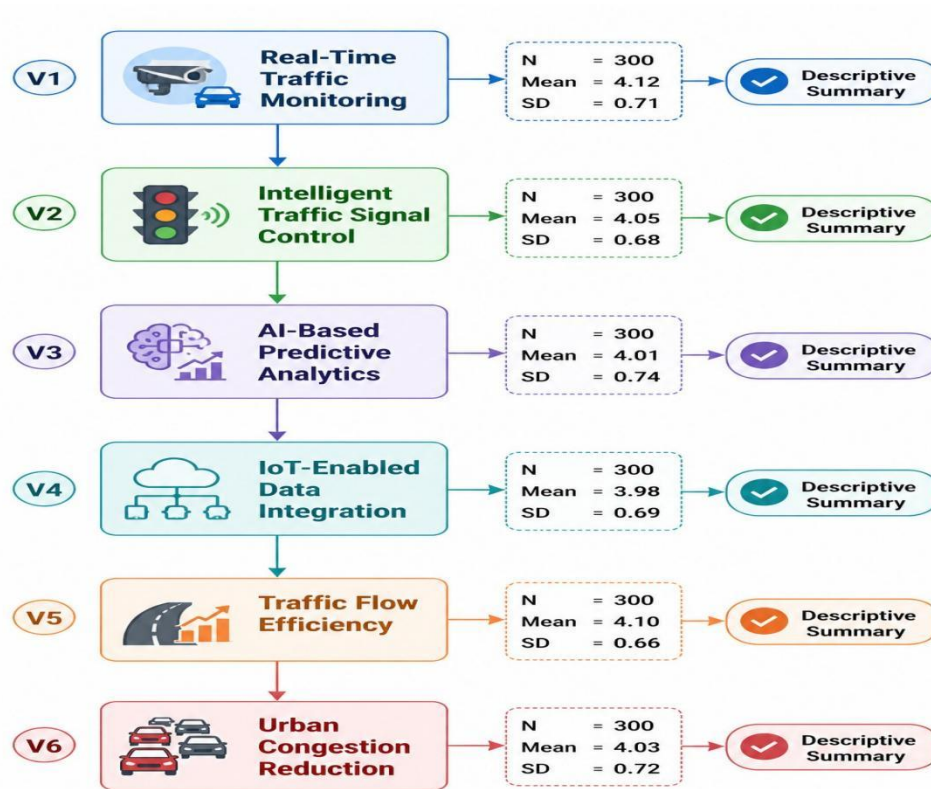 V1
Real-Time
Traffic
Monitoring
N = 300
Mean = 4.12
SD = 0.71
Descriptive
Summary
V2
Intelligent
Traffic Signal
Control
N = 300
Mean = 4.05
SD = 0.68
Descriptive
Summary
V3
AI-Based
Predictive
Analytics
N = 300
Mean = 4.01
SD = 0.74
Descriptive
Summary
V4
IoT-Enabled
Data
Integration
N = 300
Mean = 3.98
SD = 0.69
Descriptive
Summary
V5
Traffic Flow
Efficiency
N = 300
Mean = 4.10
SD = 0.66
Descriptive
Summary
V6
Urban
Congestion
Reduction
N = 300
Mean = 4.03
SD = 0.72
Descriptive
Summary